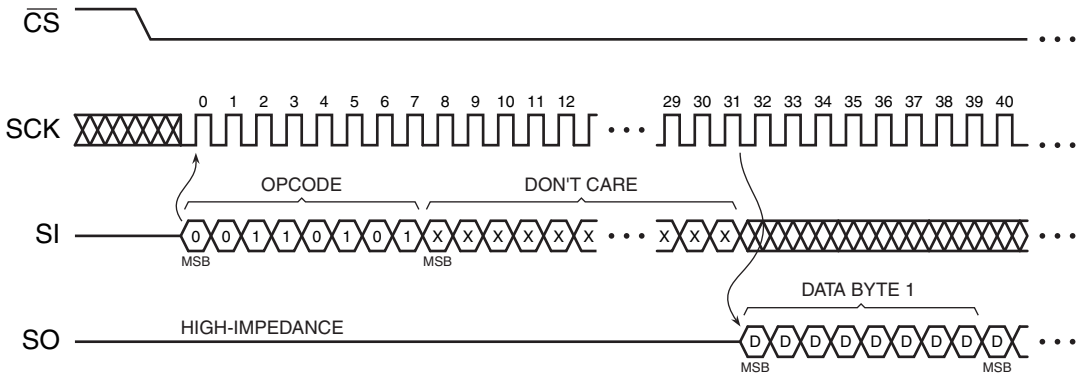 CS
SCK
0 1 2 3 4 5 6 7 8 9 10 11 12 29 30 31 32 33 34 35 36 37 38 39 40
OPCODE DON'T CARE
SI
0 0 1 1 0 1 0 1 X X X X X X X X X
MSB MSB
DATA BYTE 1
SO
HIGH-IMPEDANCE
D D D D D D D D D
MSB MSB